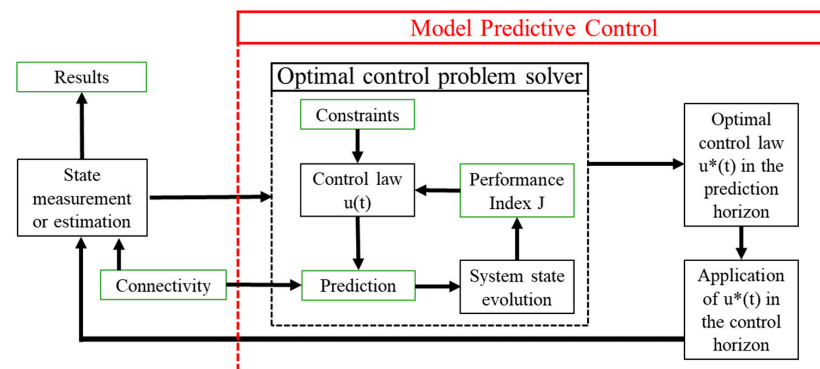 Model Predictive Control
Results
Optimal control problem solver
Constraints
Optimal
control law
u*(t) in the
prediction
horizon
State
measurement
or estimation
Control law
u(t)
Performance
Index J
Connectivity
Prediction
System state
evolution
Application
of u*(t) in
the control
horizon